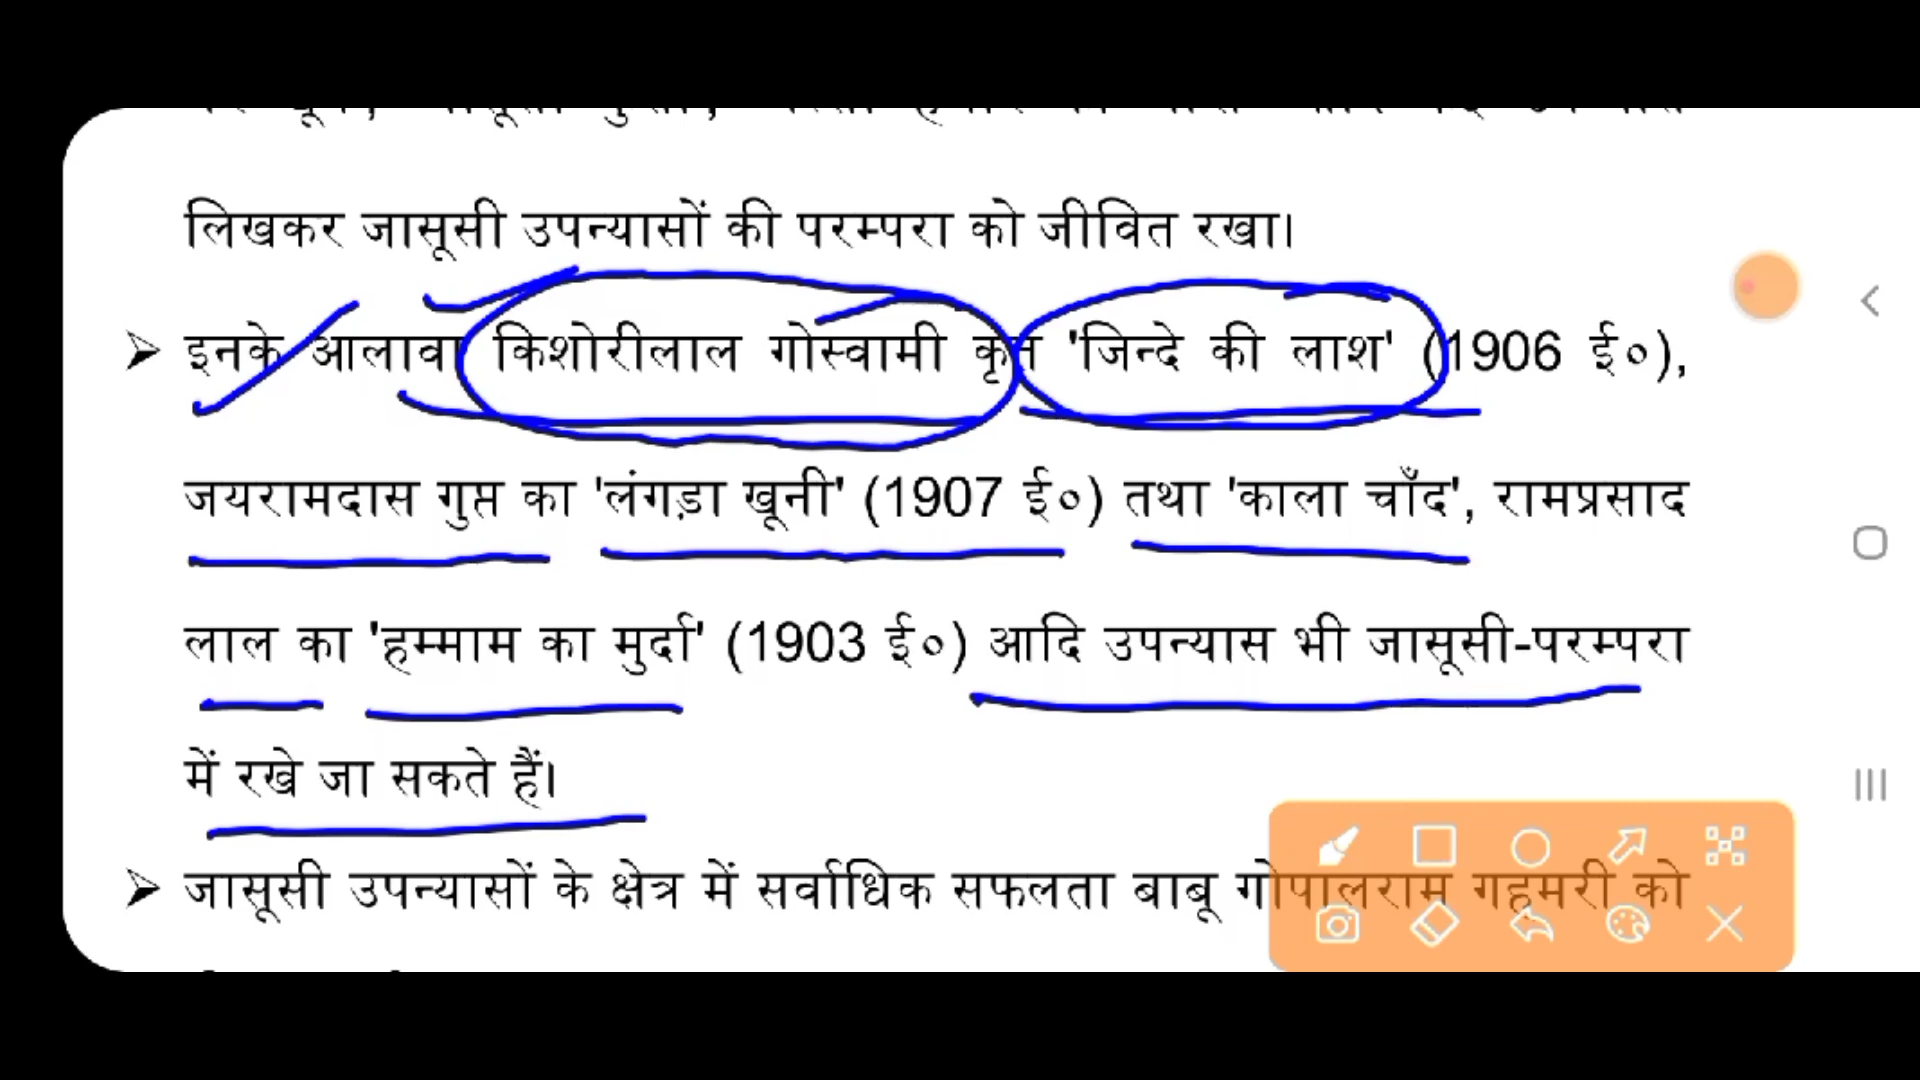 लिखकर जासूसी उपन्यासों की परम्परा को जीवित रखा।
➢ इनके आलावा किशोरीलाल गोस्वामी कृत 'जिन्दे की लाश' (1906 ई०),
जयरामदास गुप्त का 'लंगड़ा खूनी' (1907 ई०) तथा 'काला चाँद', रामप्रसाद
लाल का 'हम्माम का मुर्दा' (1903 ई०) आदि उपन्यास भी जासूसी-परम्परा
में रखे जा सकते हैं।
➢ जासूसी उपन्यासों के क्षेत्र में सर्वाधिक सफलता बाबू गोपालराम गहमरी को